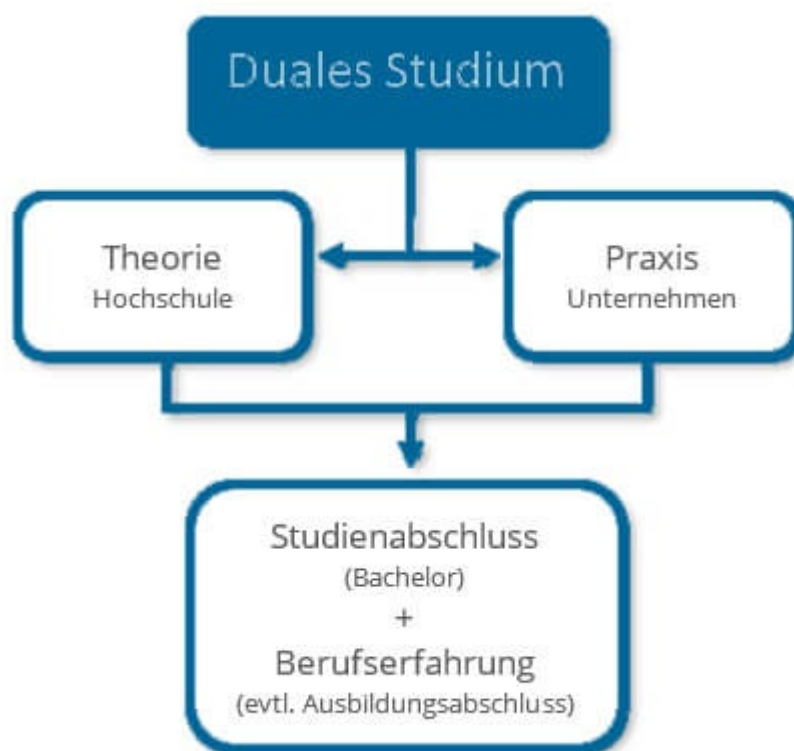 Duales Studium
Theorie
Hochschule
Praxis
Unternehmen
Studienabschluss
(Bachelor)
+
Berufserfahrung
(evtl. Ausbildungsabschluss)